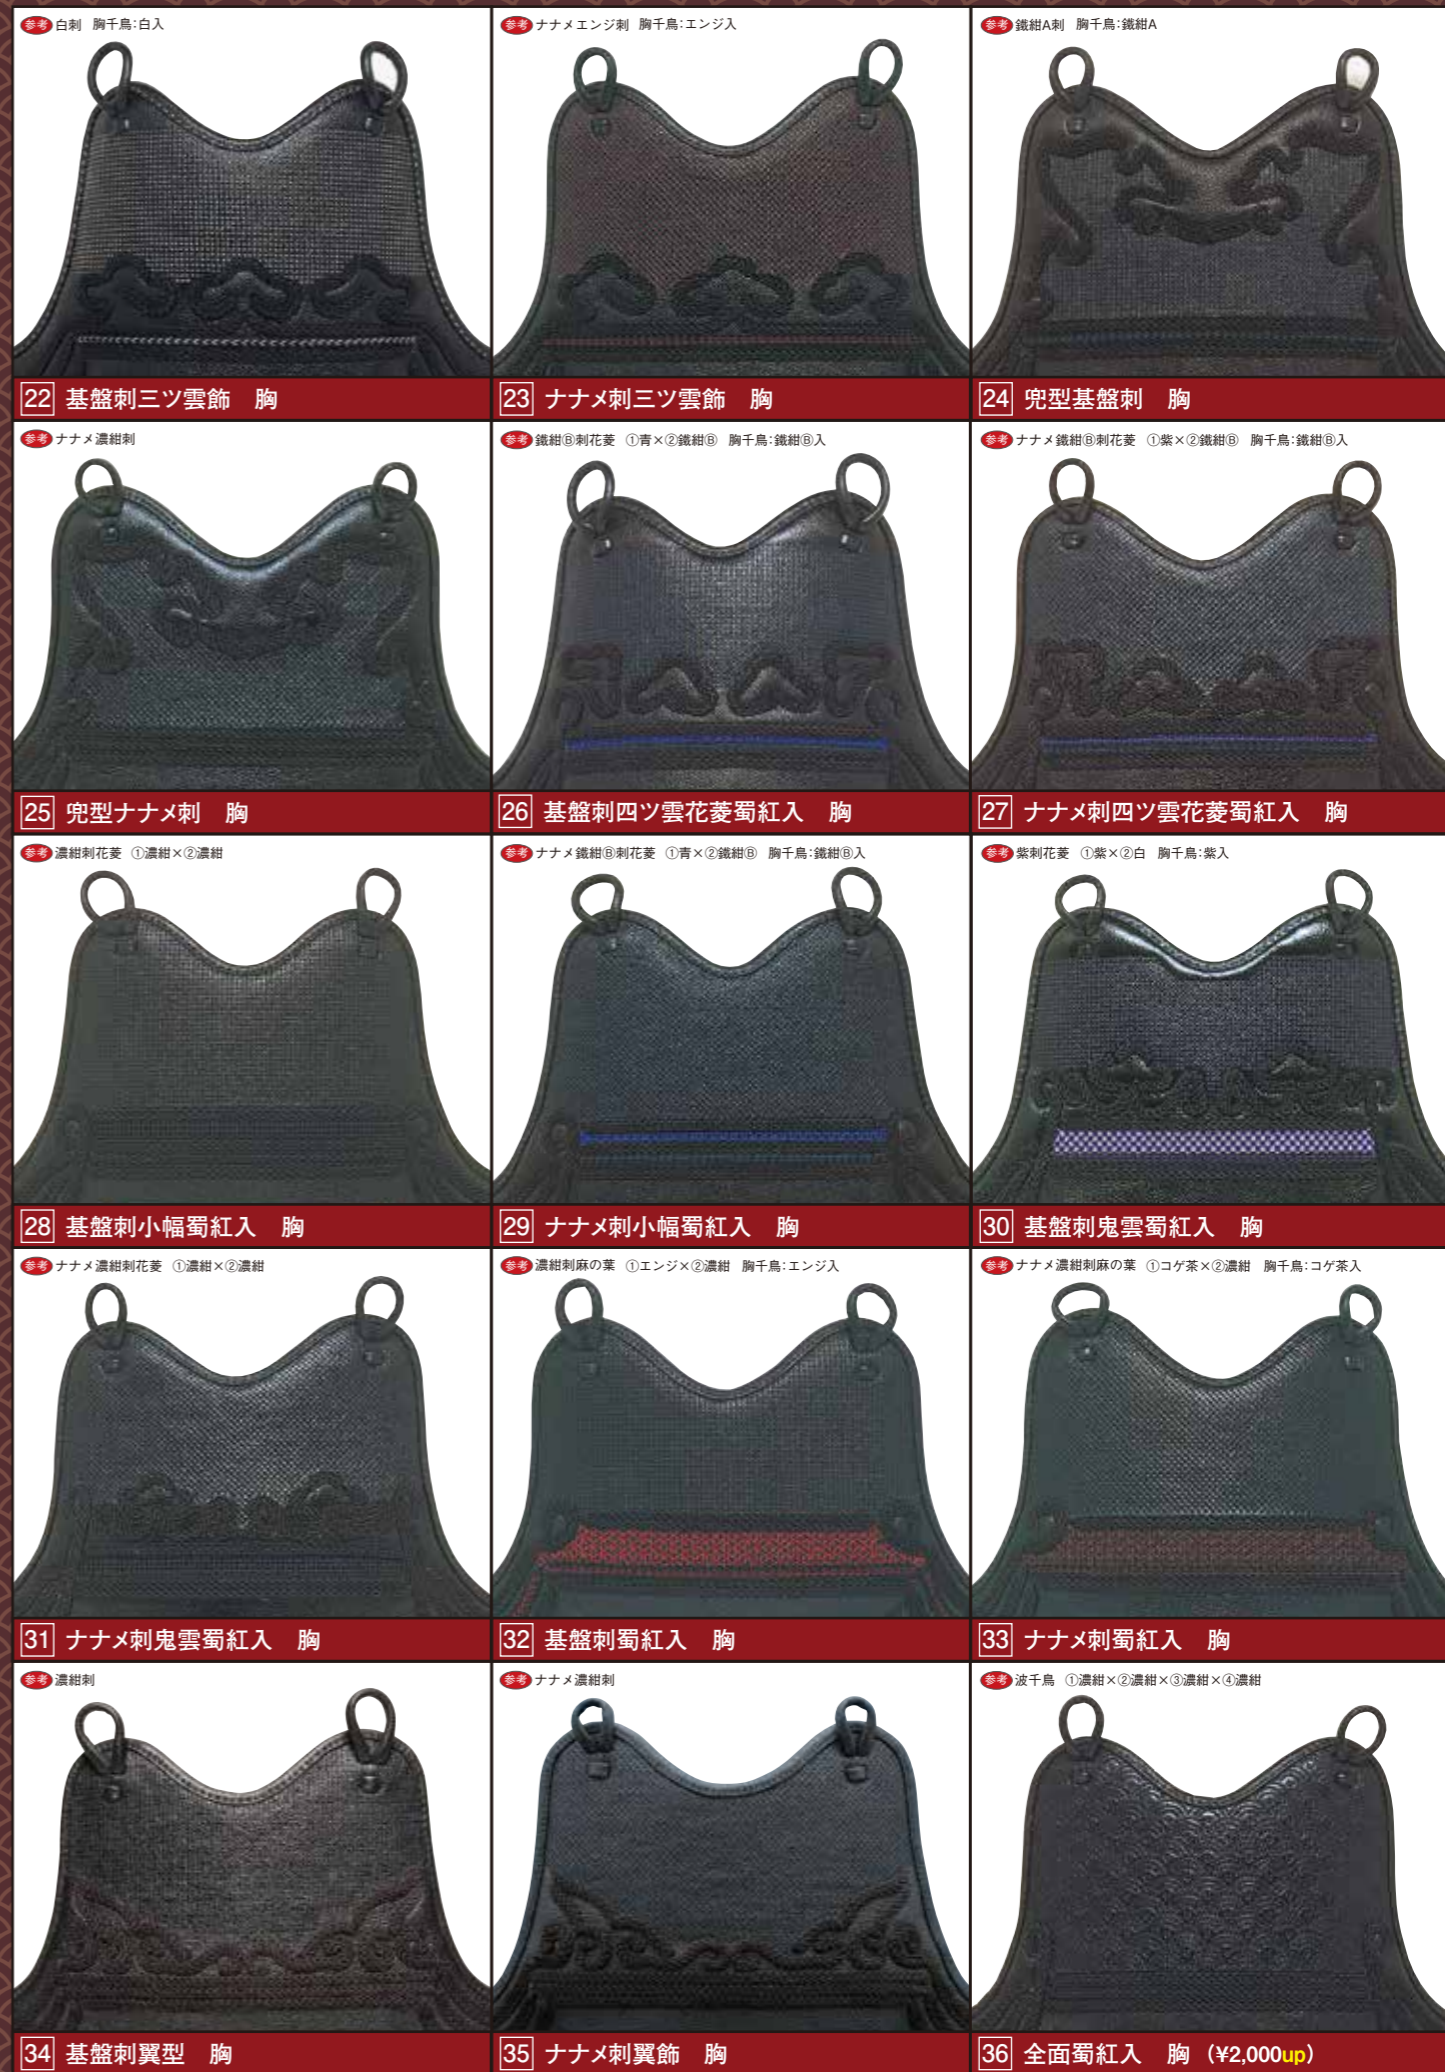 参考 白刺 胸千鳥:白入
22 基盤刺三ツ雲飾 胸
参考 ナナメエンジ刺 胸千鳥:エンジ入
23 ナナメ刺三ツ雲飾 胸
参考 鐵紺A刺 胸千鳥:鐵紺A
24 兜型基盤刺 胸
参考 ナナメ濃紺刺
25 兜型ナナメ刺 胸
参考 鐵紺Ⓑ刺花菱 ①青×②鐵紺Ⓑ 胸千鳥:鐵紺Ⓑ入
26 基盤刺四ツ雲花菱蜀紅入 胸
参考 ナナメ鐵紺Ⓑ刺花菱 ①紫×②鐵紺Ⓑ 胸千鳥:鐵紺Ⓑ入
27 ナナメ刺四ツ雲花菱蜀紅入 胸
参考 濃紺刺花菱 ①濃紺×②濃紺
28 基盤刺小幅蜀紅入 胸
参考 ナナメ鐵紺Ⓑ刺花菱 ①青×②鐵紺Ⓑ 胸千鳥:鐵紺Ⓑ入
29 ナナメ刺小幅蜀紅入 胸
参考 紫刺花菱 ①紫×②白 胸千鳥:紫入
30 基盤刺鬼雲蜀紅入 胸
参考 ナナメ濃紺刺花菱 ①濃紺×②濃紺
31 ナナメ刺鬼雲蜀紅入 胸
参考 濃紺刺麻の葉 ①エンジ×②濃紺 胸千鳥:エンジ入
32 基盤刺蜀紅入 胸
参考 ナナメ濃紺刺麻の葉 ①コゲ茶×②濃紺 胸千鳥:コゲ茶入
33 ナナメ刺蜀紅入 胸
参考 濃紺刺
34 基盤刺翼型 胸
参考 ナナメ濃紺刺
35 ナナメ刺翼飾 胸
参考 波千鳥 ①濃紺×②濃紺×③濃紺×④濃紺
36 全面蜀紅入 胸 (¥2,000up)